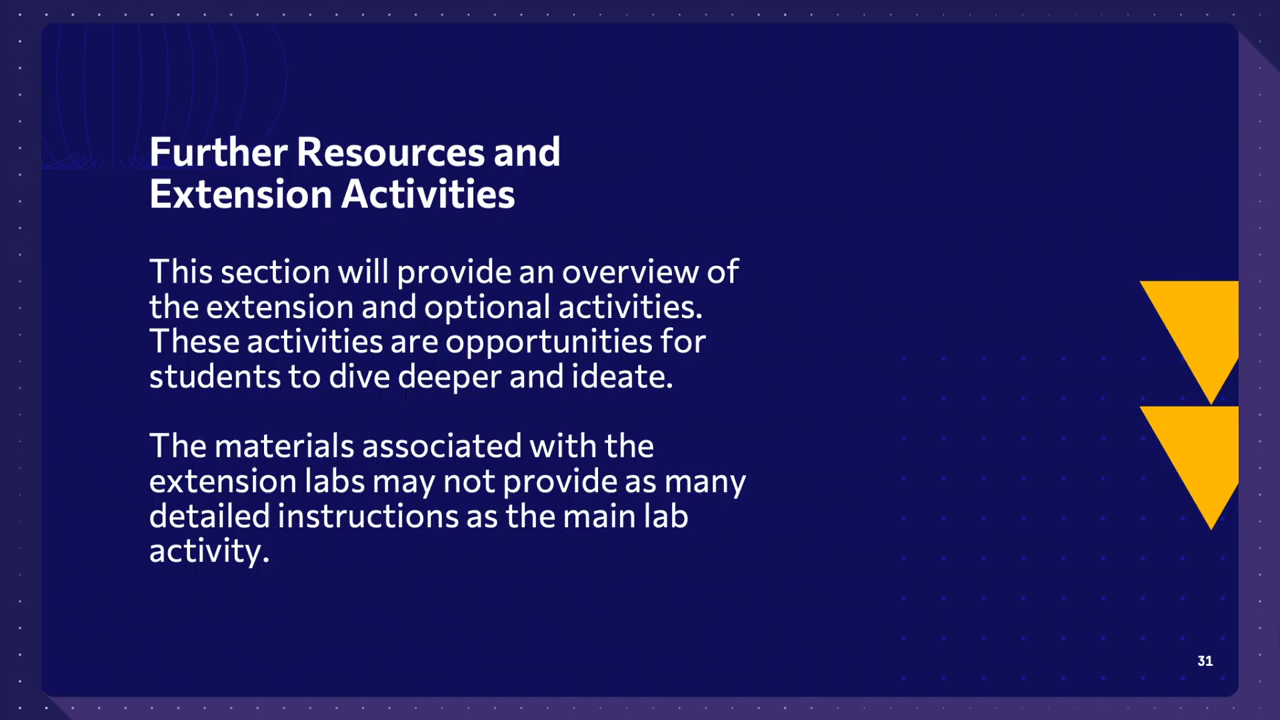 Further Resources and
Extension Activities
This section will provide an overview of
the extension and optional activities.
These activities are opportunities for
students to dive deeper and ideate.
The materials associated with the
extension labs may not provide as many
detailed instructions as the main lab
activity.
31